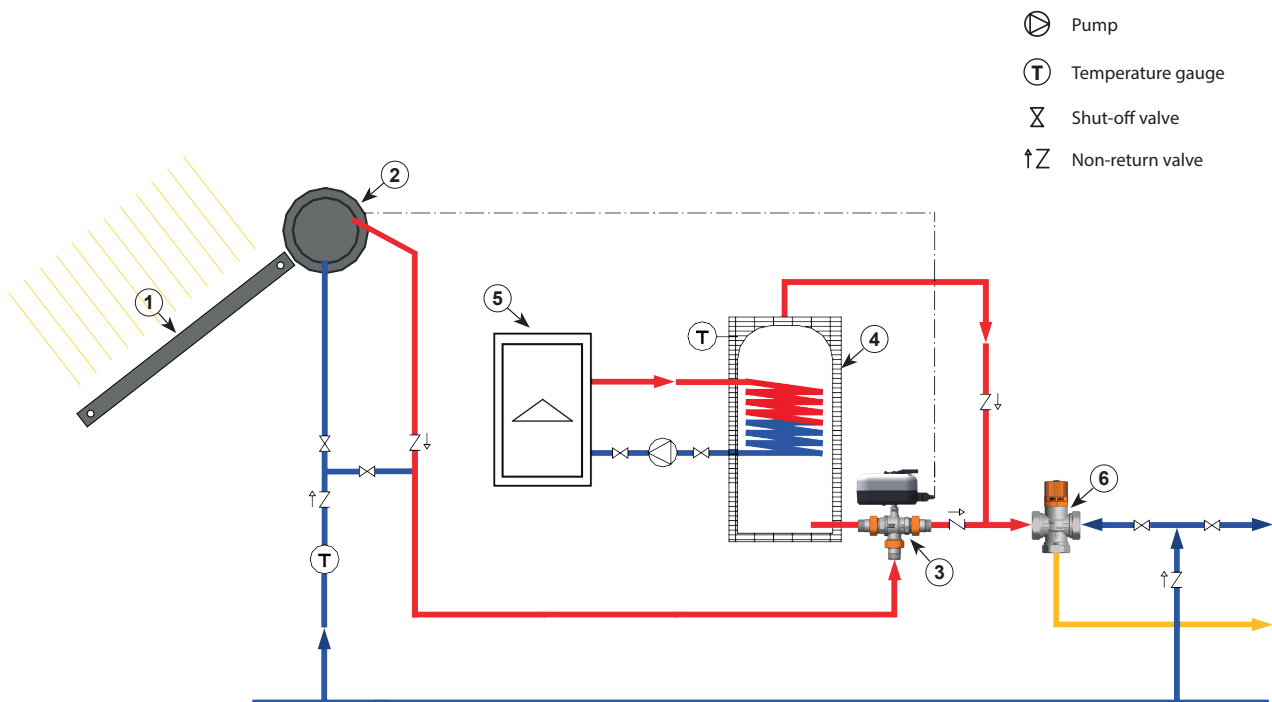 Pump
T Temperature gauge
Shut-off valve
Z Non-return valve
2
1
5
T
4
6
3
T